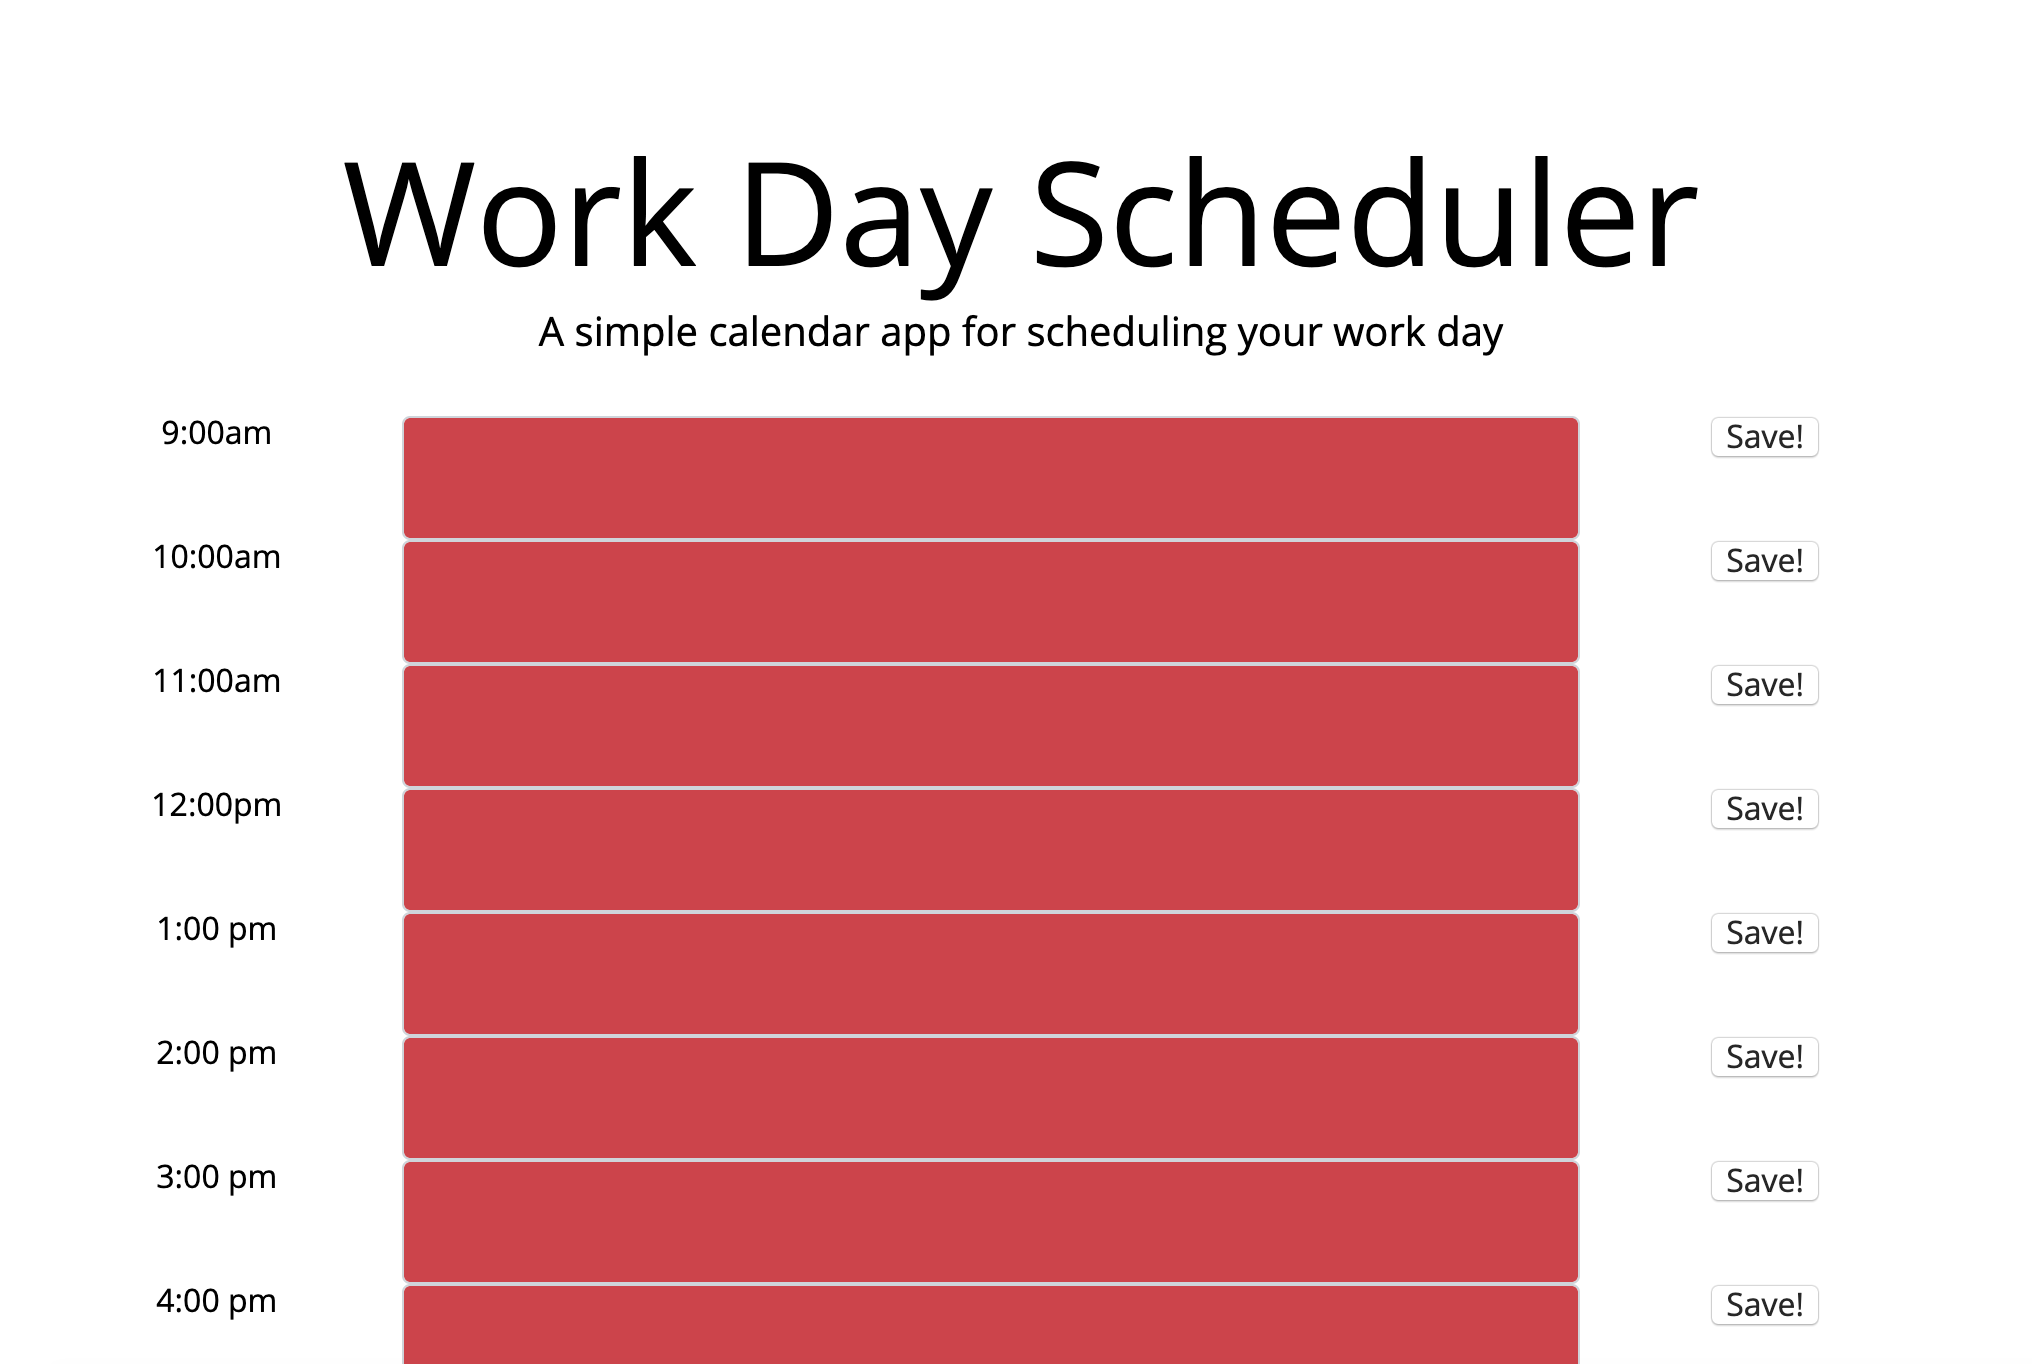 Work Day Scheduler
A simple calendar app for scheduling your work day
9:00am Save!
10:00am Save!
11:00am Save!
12:00pm Save!
1:00 pm Save!
2:00 pm Save!
3:00 pm Save!
4:00 pm Save!